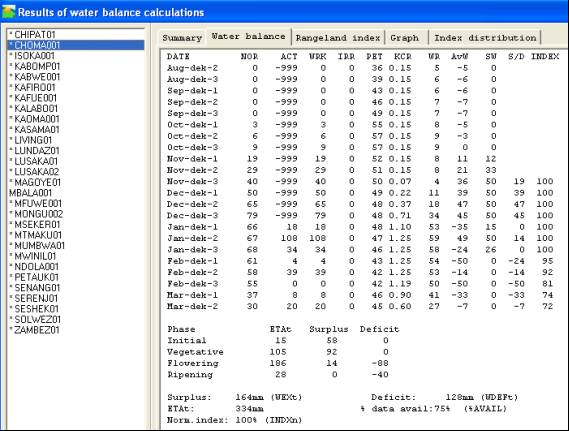 Results of water balance calculations
* CHIPAT01
* CHOMA001
* ISOKA001
* KABOMP01
* KABWE001
* KAFIRO01
* KAFUE001
* KALABO01
* KAOMA001
* KASAMA01
* LIVING01
* LUNDAZ01
* LUSAKA01
* LUSAKA02
* MAGOYE01
MBALA001
* MFUWE001
* MONGU002
* MSEKER01
* MTMAKU01
* MUMBWA01
* MWINIL01
* NDOLA001
* PETAUK01
* SENANG01
* SERENJ01
* SESHEK01
* SOLWEZ01
* ZAMBEZ01
Summary Water balance Rangeland index Graph Index distribution
DATE NOR ACT WRK IRR PET KCR WR AvW SW S/D INDEX
Aug-dek-2 0 -999 0 0 36 0.15 5 -5 0
Aug-dek-3 0 -999 0 0 39 0.15 6 -6 0
Sep-dek-1 0 -999 0 0 43 0.15 6 -6 0
Sep-dek-2 0 -999 0 0 46 0.15 7 -7 0
Sep-dek-3 0 -999 0 0 49 0.15 7 -7 0
Oct-dek-1 3 -999 3 0 55 0.15 8 -5 0
Oct-dek-2 6 -999 6 0 57 0.15 9 -3 0
Oct-dek-3 9 -999 9 0 57 0.15 9 0 0
Nov-dek-1 19 -999 19 0 52 0.15 8 11 12
Nov-dek-2 29 -999 29 0 51 0.15 8 21 33
Nov-dek-3 40 -999 40 0 50 0.07 4 36 50 19 100
Dec-dek-1 50 -999 50 0 49 0.22 11 39 50 39 100
Dec-dek-2 65 -999 65 0 48 0.37 18 47 50 47 100
Dec-dek-3 79 -999 79 0 48 0.71 34 45 50 45 100
Jan-dek-1 66 18 18 0 48 1.10 53 -35 15 0 100
Jan-dek-2 67 108 108 0 47 1.25 59 49 50 14 100
Jan-dek-3 68 34 34 0 46 1.25 58 -24 26 0 100
Feb-dek-1 61 4 4 0 43 1.25 54 -50 0 -24 95
Feb-dek-2 58 39 39 0 42 1.25 53 -14 0 -14 92
Feb-dek-3 55 0 0 0 42 1.19 50 -50 0 -50 81
Mar-dek-1 37 8 8 0 46 0.90 41 -33 0 -33 74
Mar-dek-2 30 20 20 0 45 0.60 27 -7 0 -7 72
Phase ETAt Surplus Deficit
Initial 15 58 0
Vegetative 105 92 0
Flowering 186 14 -88
Ripening 28 0 -40
Surplus: 164mm (WEXt) Deficit: 128mm (WDEFt)
ETAt: 334mm % data avail:75% (%AVAIL)
Norm.index: 100% (INDXn)